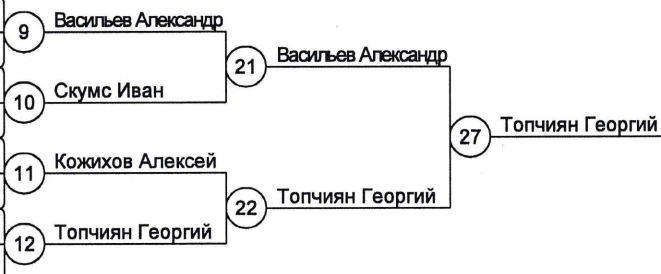 9 Васильев Александр
21 Васильев Александр
10 Скумс Иван
27 Топчиян Георгий
11 Кожихов Алексей
22 Топчиян Георгий
12 Топчиян Георгий